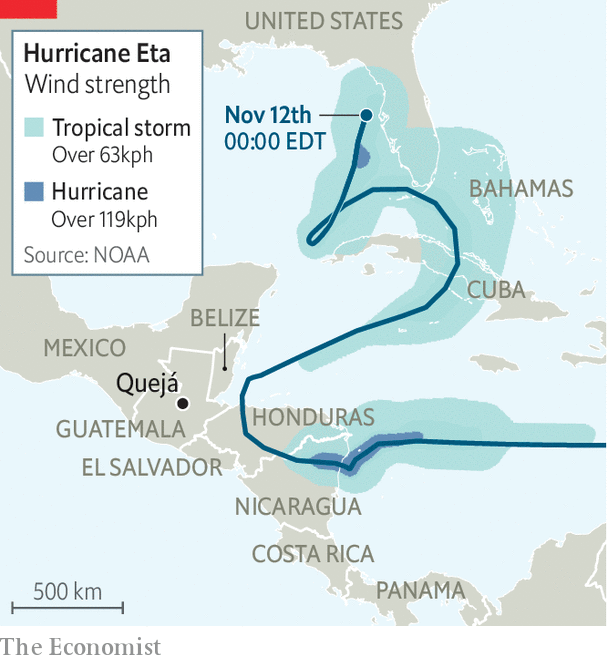 UNITED STATES
Hurricane Eta
Wind strength
Tropical storm
Over 63kph
Hurricane
Over 119kph
Source: NOAA
Nov 12th
00:00 EDT
BAHAMAS
CUBA
BELIZE
MEXICO
Quejá
GUATEMALA
HONDURAS
EL SALVADOR
NICARAGUA
COSTA RICA
PANAMA
500 km
The Economist